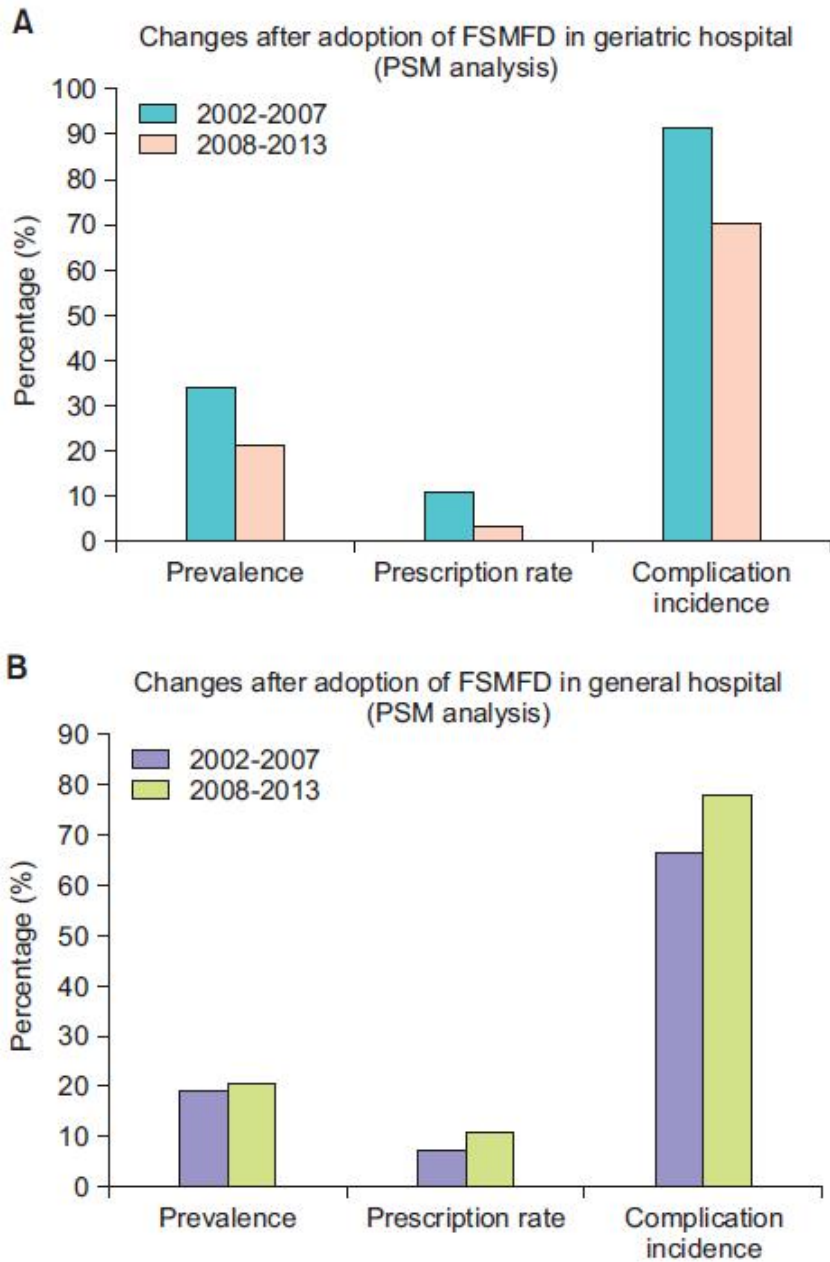 A
Changes after adoption of FSMFD in geriatric hospital
(PSM analysis)
100
90
80
70
60
50
40
30
20
10
0
Percentage (%)
2002-2007
2008-2013
Prevalence
Prescription rate
Complication
incidence
B
Changes after adoption of FSMFD in general hospital
(PSM analysis)
90
80
70
60
50
40
30
20
10
0
Percentage (%)
2002-2007
2008-2013
Prevalence
Prescription rate
Complication
incidence